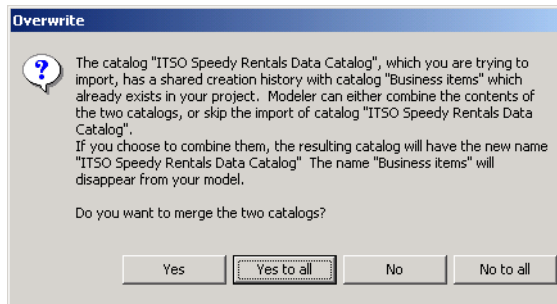 Overwrite
The catalog "ITSO Speedy Rentals Data Catalog", which you are trying to
import, has a shared creation history with catalog "Business items" which
already exists in your project.  Modeler can either combine the contents of
the two catalogs, or skip the import of catalog "ITSO Speedy Rentals Data
Catalog".
If you choose to combine them, the resulting catalog will have the new name
"ITSO Speedy Rentals Data Catalog"  The name "Business items" will
disappear from your model.
Do you want to merge the two catalogs?
Yes
Yes to all
No
No to all